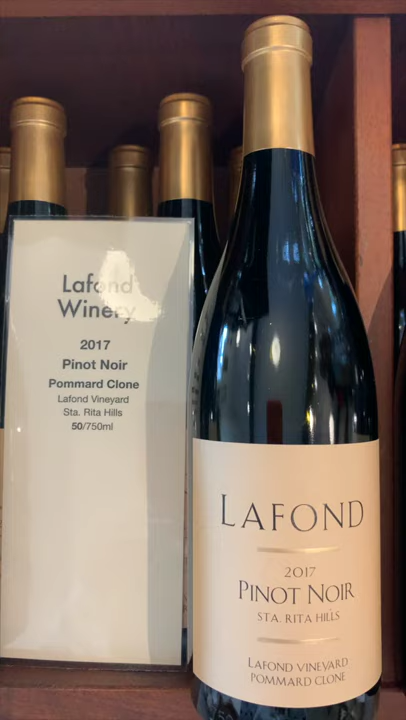 Lafond
Winery
2017
Pinot Noir
Pommard Clone
Lafond Vineyard
Sta. Rita Hills
50/750ml
LAFOND
2017
PINOT NOIR
STA. RITA HILLS
LAFOND VINEYARD
POMMARD CLONE